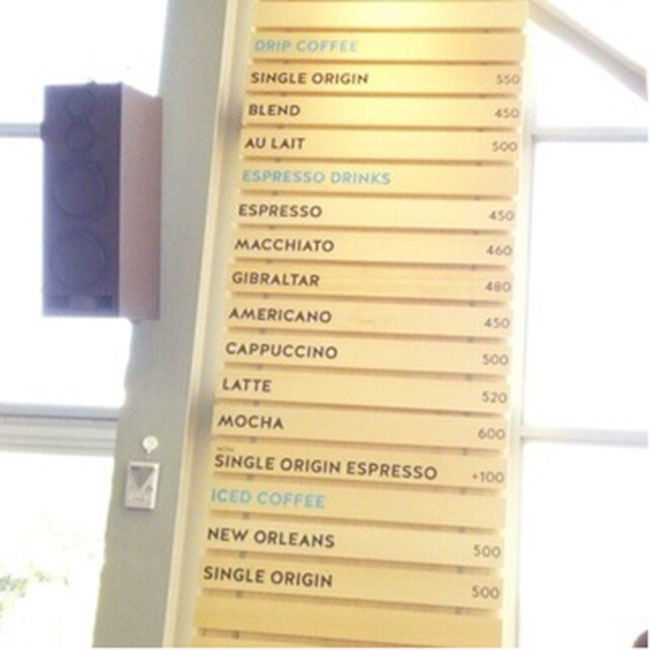 DRIP COFFEE
SINGLE ORIGIN 550
BLEND 450
AU LAIT 500
ESPRESSO DRINKS
ESPRESSO 450
MACCHIATO 460
GIBRALTAR 480
AMERICANO 450
CAPPUCCINO 500
LATTE 520
MOCHA 600
WITH
SINGLE ORIGIN ESPRESSO +100
ICED COFFEE
NEW ORLEANS 500
SINGLE ORIGIN 500